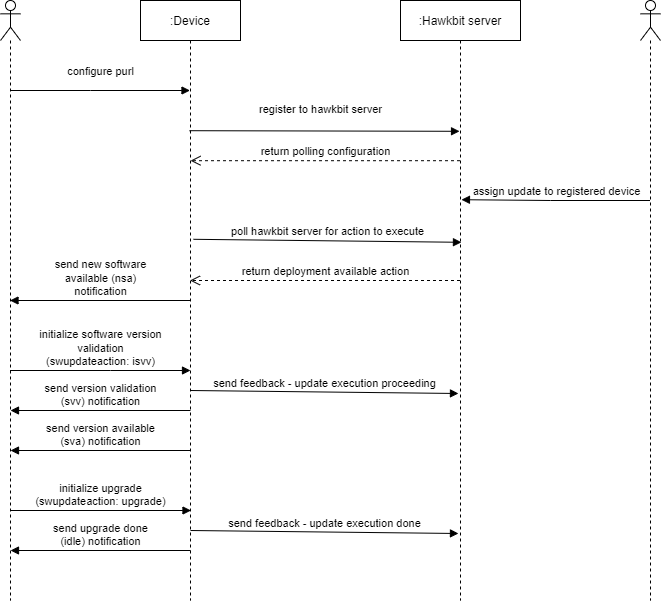 :Device
:Hawkbit server
configure purl
register to hawkbit server
return polling configuration
assign update to registered device
poll hawkbit server for action to execute
send new software
available (nsa)
notification
return deployment available action
initialize software version
validation
(swupdateaction: isvv)
send feedback - update execution proceeding
send version validation
(svv) notification
send version available
(sva) notification
initialize upgrade
(swupdateaction: upgrade)
send feedback - update execution done
send upgrade done
(idle) notification